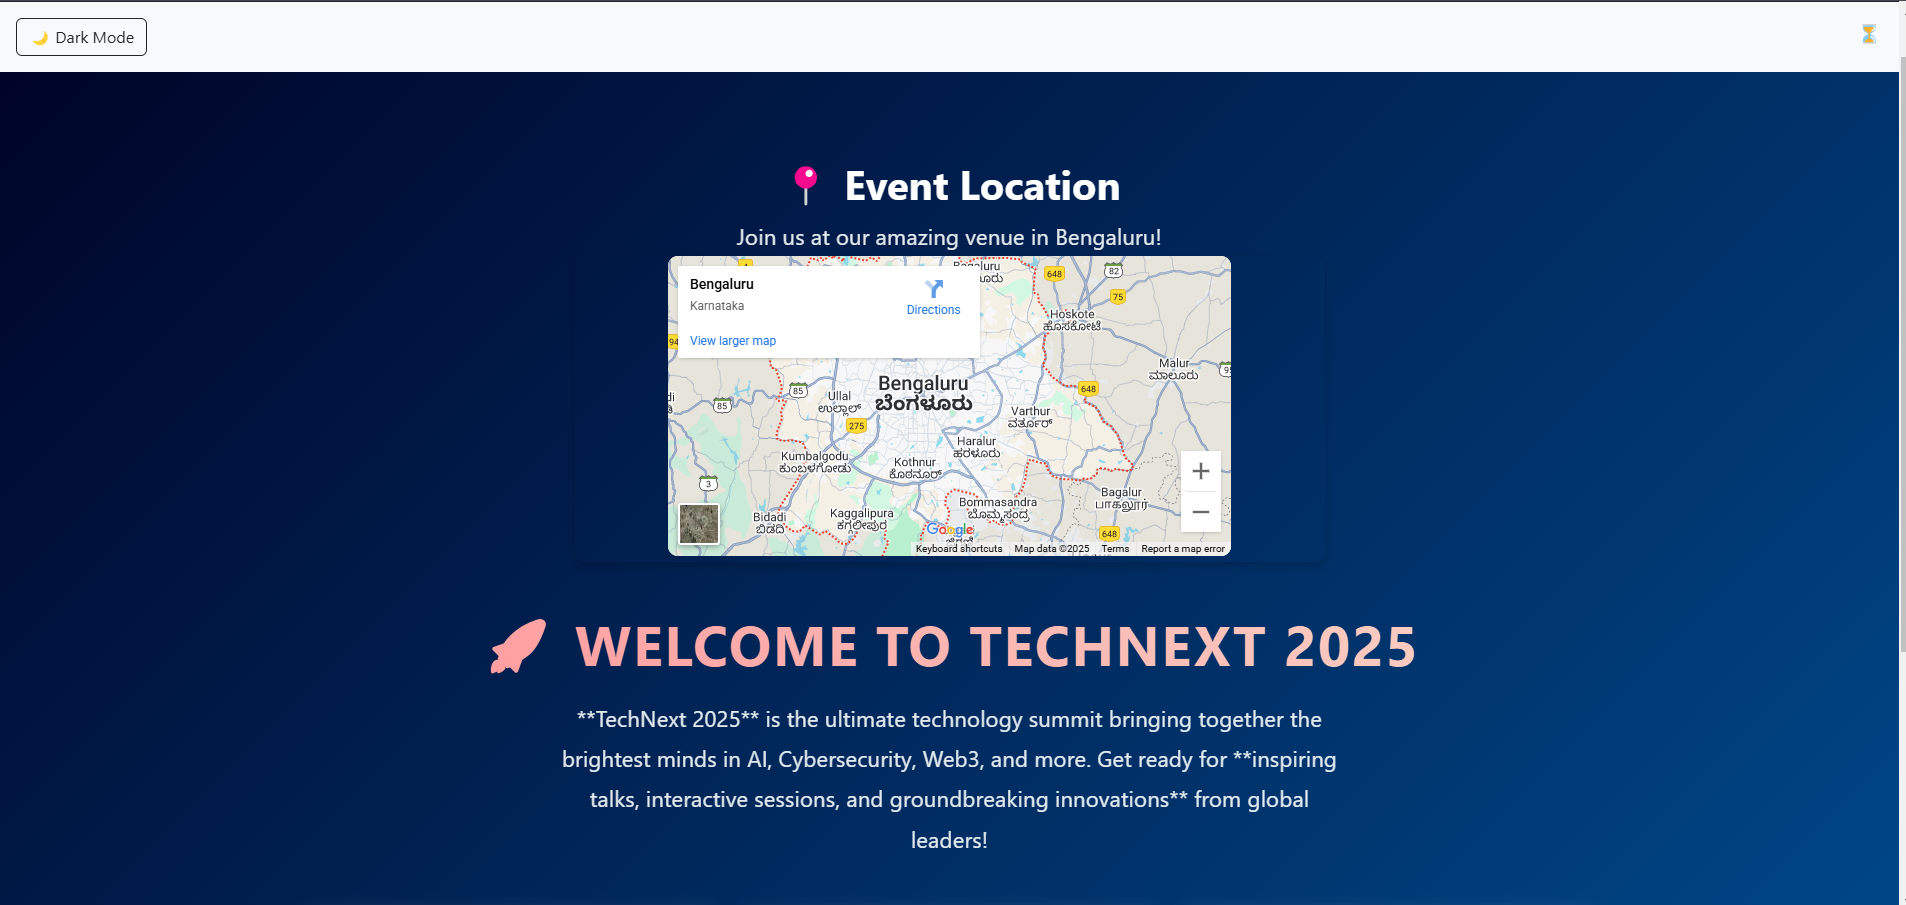 🌙 Dark Mode
⏳
📍 Event Location
Join us at our amazing venue in Bengaluru!
Bengaluru
Karnataka
Directions
View larger map
648
82
75
Hoskote
ಹೊಸಕೋಟೆ
Malur
ಮಾಲೂರು
85
85
Ullal
ಉಲ್ಲಾಳ್
Bengaluru
ಬೆಂಗಳೂರು
648
275
Varthur
ವರ್ತೂರ್
Haralur
ಹರಳೂರು
Kumbalgodu
ಕುಂಬಳಗೋಡು
Kothnur
ಕೊಠನೂರ್
3
Bagalur
பாகலூர்
Bommasandra
ಬೊಮ್ಮಸಂದ್ರ
Bidadi
ಬಿಡದಿ
Kaggalipura
ಕಗ್ಗಲೀಪುರ
648
Google
Keyboard shortcuts Map data ©2025 Terms Report a map error
WELCOME TO TECHNEXT 2025
**TechNext 2025** is the ultimate technology summit bringing together the
brightest minds in AI, Cybersecurity, Web3, and more. Get ready for **inspiring
talks, interactive sessions, and groundbreaking innovations** from global
leaders!